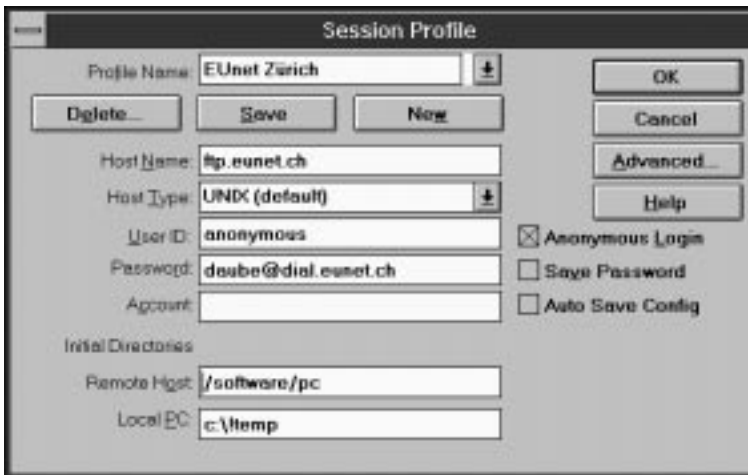 Session Profile
Profile Name: EUnet Zürich
OK
Delete... Save New
Cancel
Host Name: ftp.eunet.ch
Advanced...
Host Type: UNIX (default)
Help
User ID: anonymous
Anonymous Login
Password: daube@dial.eunet.ch
Save Password
Account:
Auto Save Config
Initial Directories
Remote Host: /software/pc
Local PC: c:\!temp